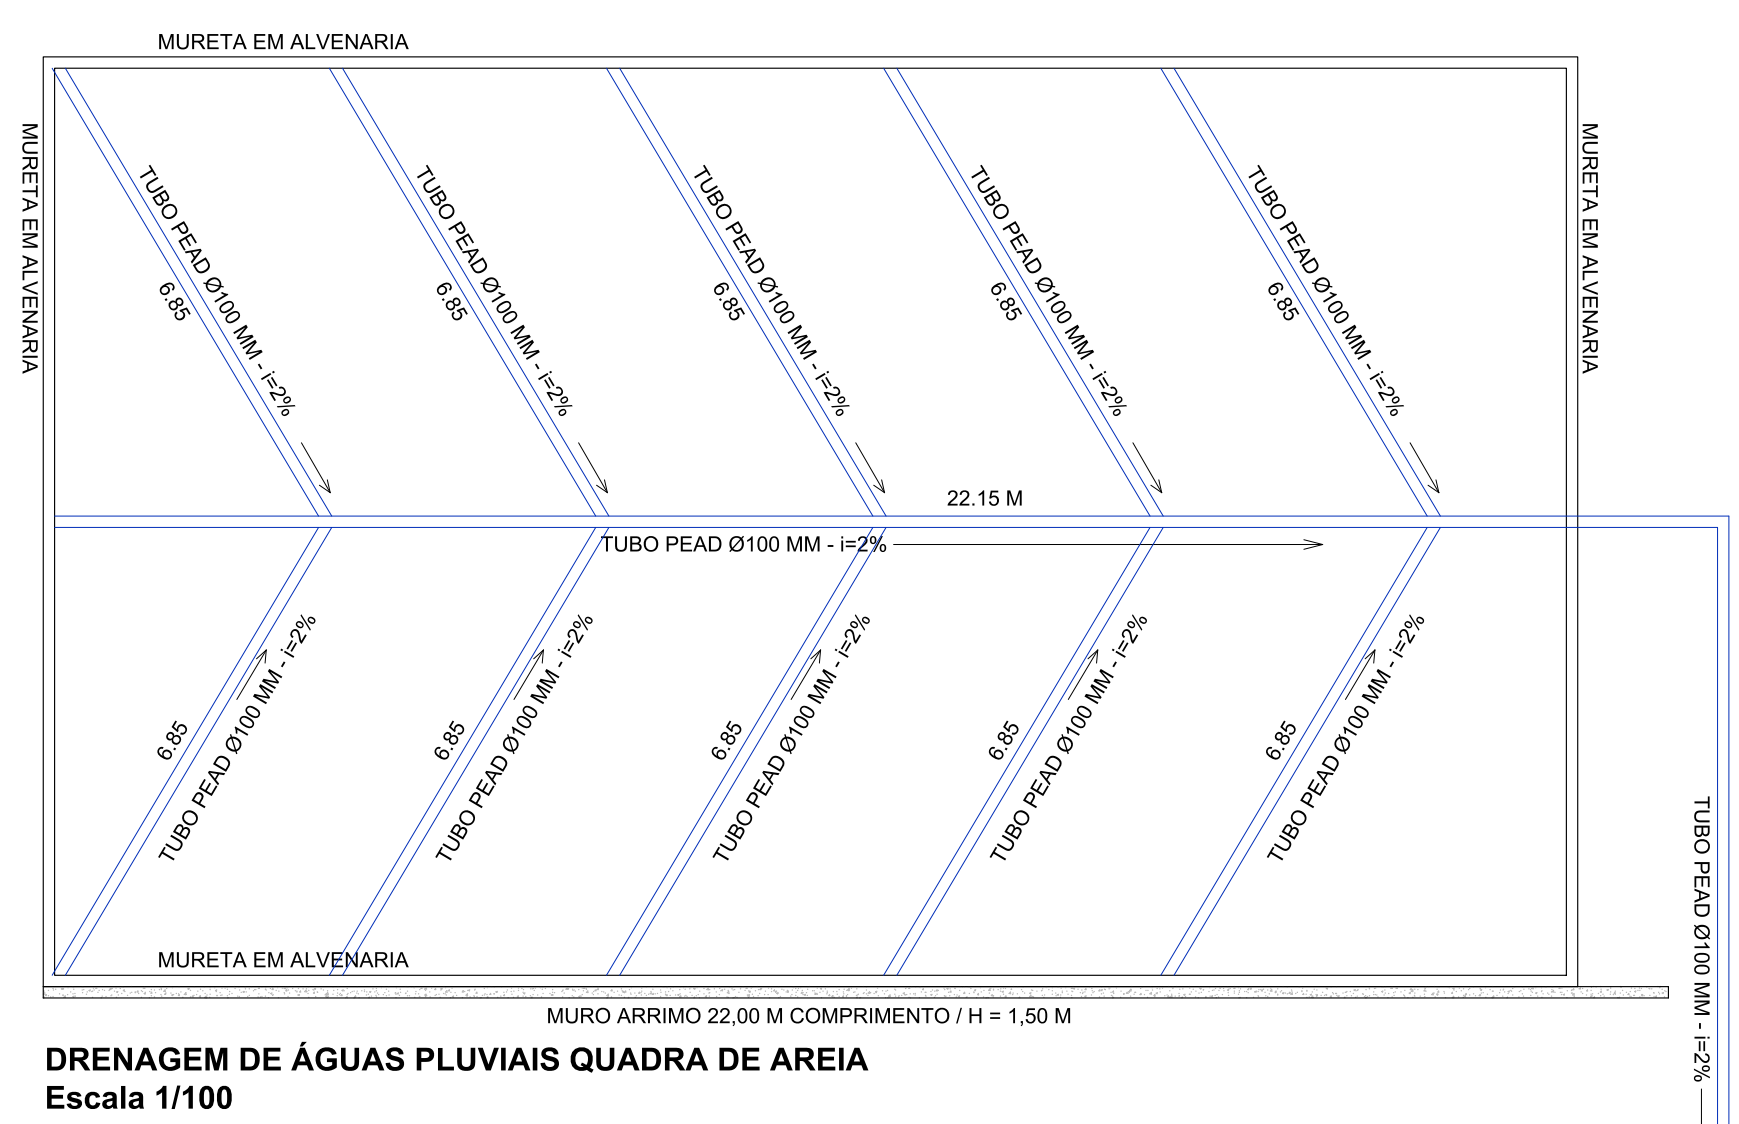 MURETA EM ALVENARIA
MURETA EM ALVENARIA
MURETA EM ALVENARIA
TUBO PEAD Ø100 MM - i=2%
6.85
TUBO PEAD Ø100 MM - i=2%
6.85
TUBO PEAD Ø100 MM - i=2%
6.85
TUBO PEAD Ø100 MM - i=2%
6.85
TUBO PEAD Ø100 MM - i=2%
6.85
22.15 M
TUBO PEAD Ø100 MM - i=2%
6.85
TUBO PEAD Ø100 MM - i=2%
6.85
TUBO PEAD Ø100 MM - i=2%
6.85
TUBO PEAD Ø100 MM - i=2%
6.85
TUBO PEAD Ø100 MM - i=2%
6.85
TUBO PEAD Ø100 MM - i=2%
TUBO PEAD Ø100 MM - i=2%
MURETA EM ALVENARIA
MURO ARRIMO 22,00 M COMPRIMENTO / H = 1,50 M
DRENAGEM DE ÁGUAS PLUVIAIS QUADRA DE AREIA
Escala 1/100